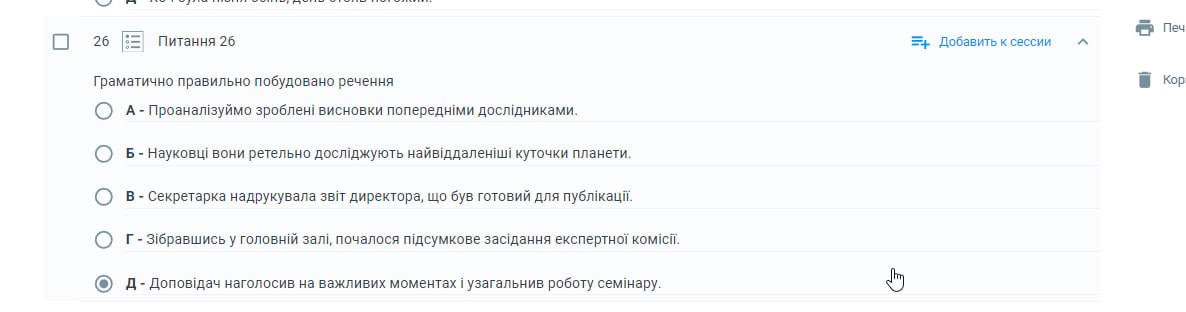 26 Питання 26 Добавить к сессии
Граматично правильно побудовано речення
А - Проаналізуймо зроблені висновки попередніми дослідниками.
Б - Науковці вони ретельно досліджують найвіддаленіші куточки планети.
В - Секретарка надрукувала звіт директора, що був готовий для публікації.
Г - Зібравшись у головній залі, почалося підсумкове засідання експертної комісії.
Д - Доповідач наголосив на важливих моментах і узагальнив роботу семінару.
Печ
Кор